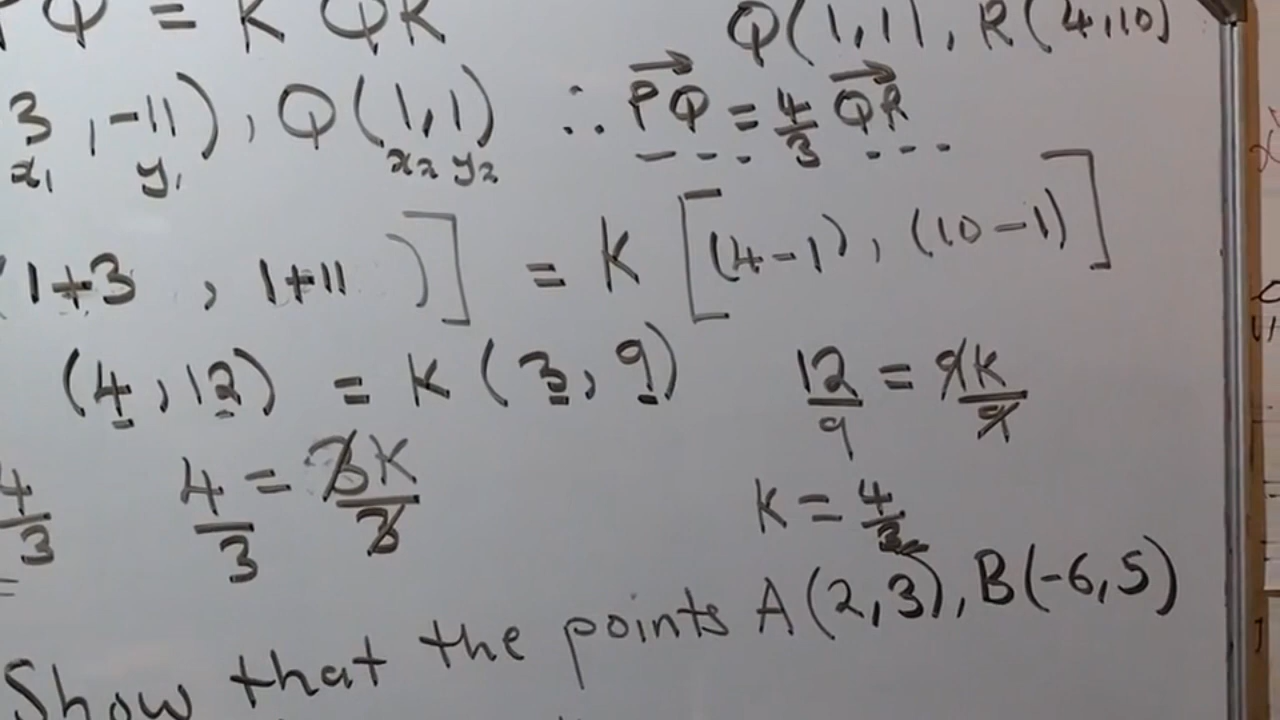 PQ = K QR Q(1,1), R(4,10)
3, -11), Q(1,1) ∴ PQ = 4/3 QR
x₁ y₁ x₂ y₂
(1+3 , 1+11 )] = K [(4-1), (10-1)]
(4, 12) = K (3, 9) 12/9 = 9K/9
4/3 4/3 = 3K/3 K = 4/3
Show that the points A(2,3), B(-6,5)